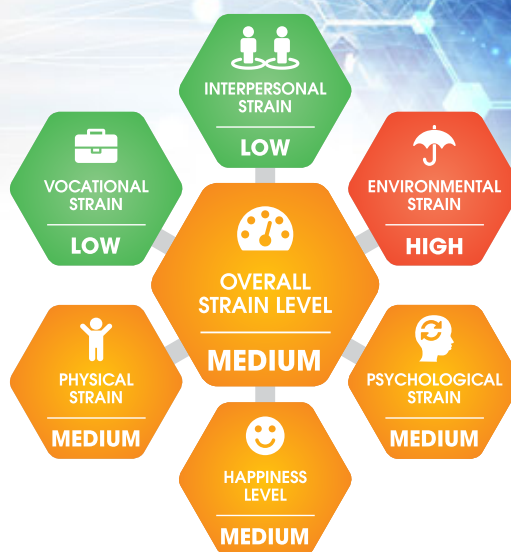 INTERPERSONAL
STRAIN
LOW
VOCATIONAL
STRAIN
LOW
ENVIRONMENTAL
STRAIN
HIGH
OVERALL
STRAIN LEVEL
MEDIUM
PHYSICAL
STRAIN
MEDIUM
PSYCHOLOGICAL
STRAIN
MEDIUM
HAPPINESS
LEVEL
MEDIUM